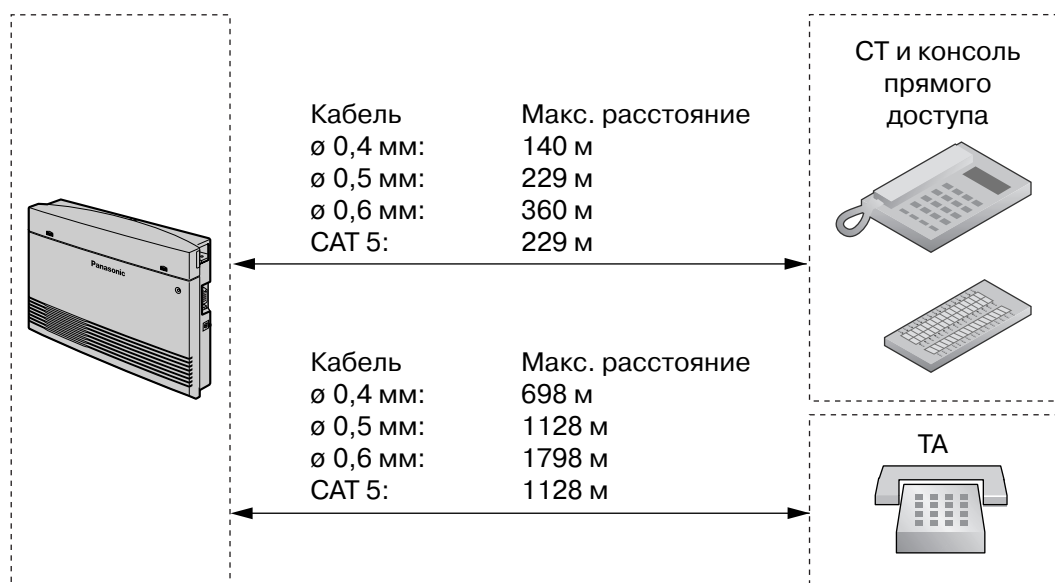 Panasonic
Кабель Макс. расстояние
ø 0,4 мм: 140 м
ø 0,5 мм: 229 м
ø 0,6 мм: 360 м
CAT 5: 229 м
СТ и консоль
прямого
доступа
Кабель Макс. расстояние
ø 0,4 мм: 698 м
ø 0,5 мм: 1128 м
ø 0,6 мм: 1798 м
CAT 5: 1128 м
ТА